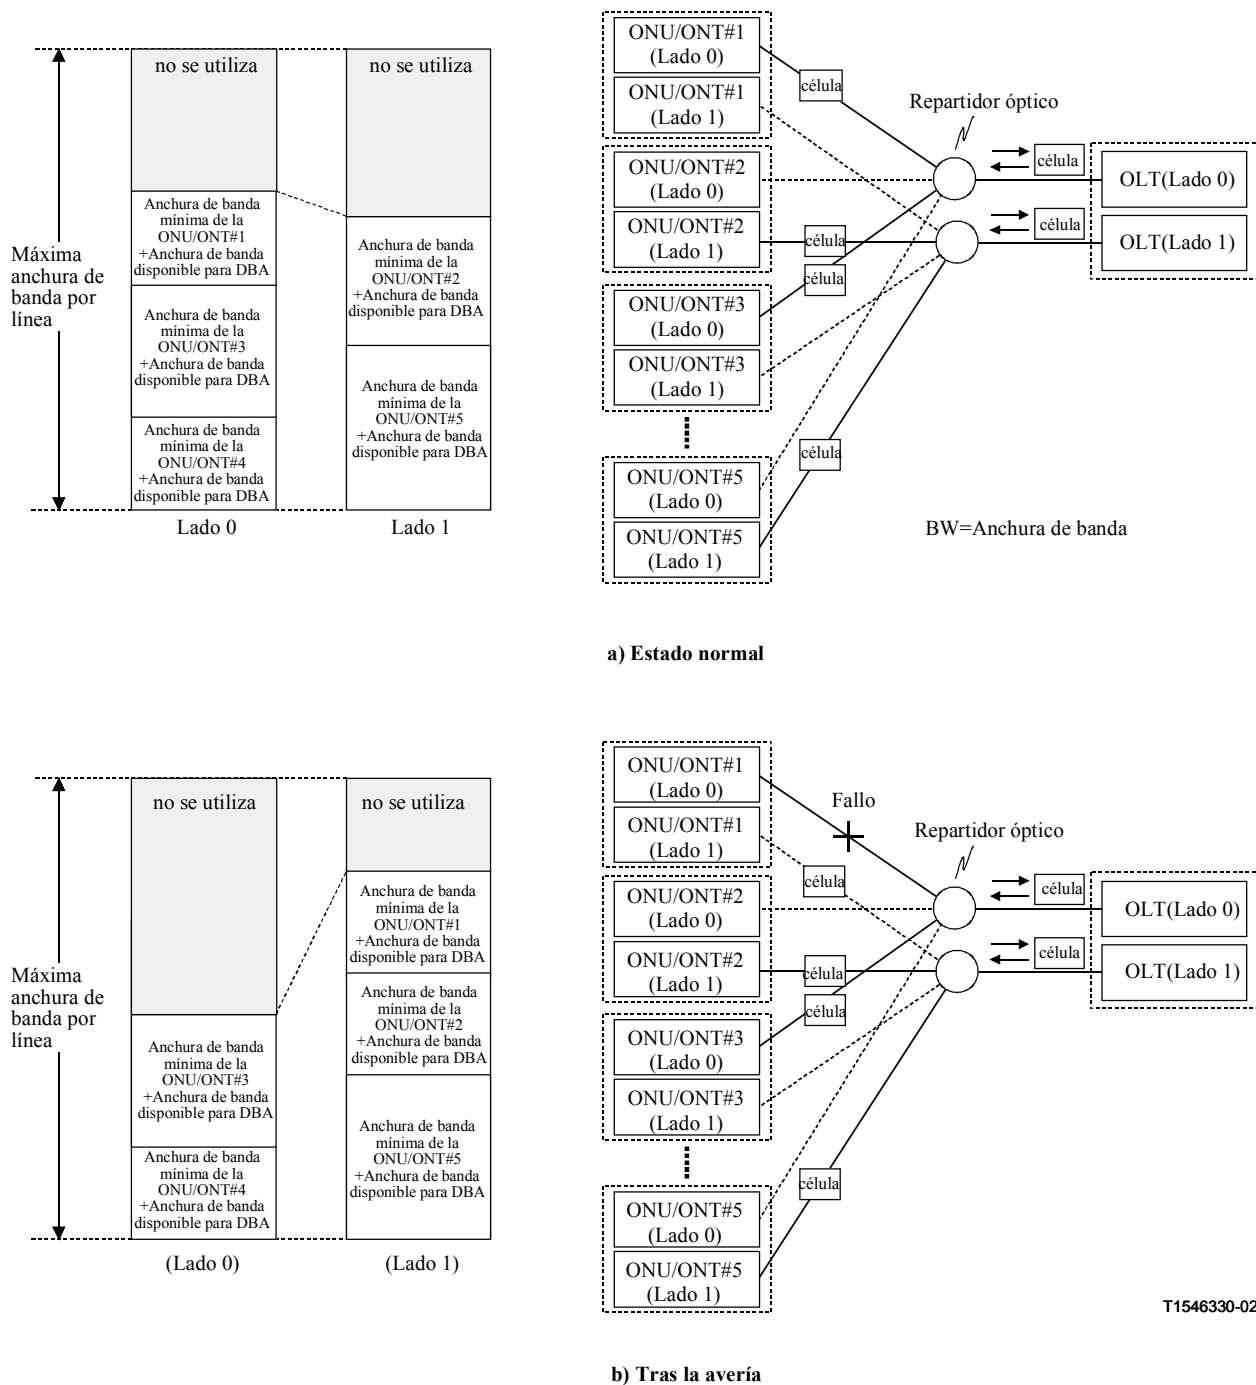 no se utiliza
no se utiliza
Máxima
anchura de
banda por
línea
Anchura de banda
mínima de la
ONU/ONT#1
+Anchura de banda
disponible para DBA
Anchura de banda
mínima de la
ONU/ONT#3
+Anchura de banda
disponible para DBA
Anchura de banda
mínima de la
ONU/ONT#4
+Anchura de banda
disponible para DBA
Lado 0
Anchura de banda
mínima de la
ONU/ONT#2
+Anchura de banda
disponible para DBA
Anchura de banda
mínima de la
ONU/ONT#5
+Anchura de banda
disponible para DBA
Lado 1
ONU/ONT#1
(Lado 0)
ONU/ONT#1
(Lado 1)
ONU/ONT#2
(Lado 0)
ONU/ONT#2
(Lado 1)
ONU/ONT#3
(Lado 0)
ONU/ONT#3
(Lado 1)
ONU/ONT#5
(Lado 0)
ONU/ONT#5
(Lado 1)
célula
célula
célula
célula
Repartidor óptico
célula
célula
OLT(Lado 0)
OLT(Lado 1)
BW=Anchura de banda
a) Estado normal
no se utiliza
no se utiliza
Máxima
anchura de
banda por
línea
Anchura de banda
mínima de la
ONU/ONT#3
+Anchura de banda
disponible para DBA
Anchura de banda
mínima de la
ONU/ONT#4
+Anchura de banda
disponible para DBA
(Lado 0)
Anchura de banda
mínima de la
ONU/ONT#1
+Anchura de banda
disponible para DBA
Anchura de banda
mínima de la
ONU/ONT#2
+Anchura de banda
disponible para DBA
Anchura de banda
mínima de la
ONU/ONT#5
+Anchura de banda
disponible para DBA
(Lado 1)
ONU/ONT#1
(Lado 0)
ONU/ONT#1
(Lado 1)
ONU/ONT#2
(Lado 0)
ONU/ONT#2
(Lado 1)
ONU/ONT#3
(Lado 0)
ONU/ONT#3
(Lado 1)
ONU/ONT#5
(Lado 0)
ONU/ONT#5
(Lado 1)
Fallo
célula
célula
célula
célula
Repartidor óptico
célula
célula
OLT(Lado 0)
OLT(Lado 1)
T1546330-02
b) Tras la avería